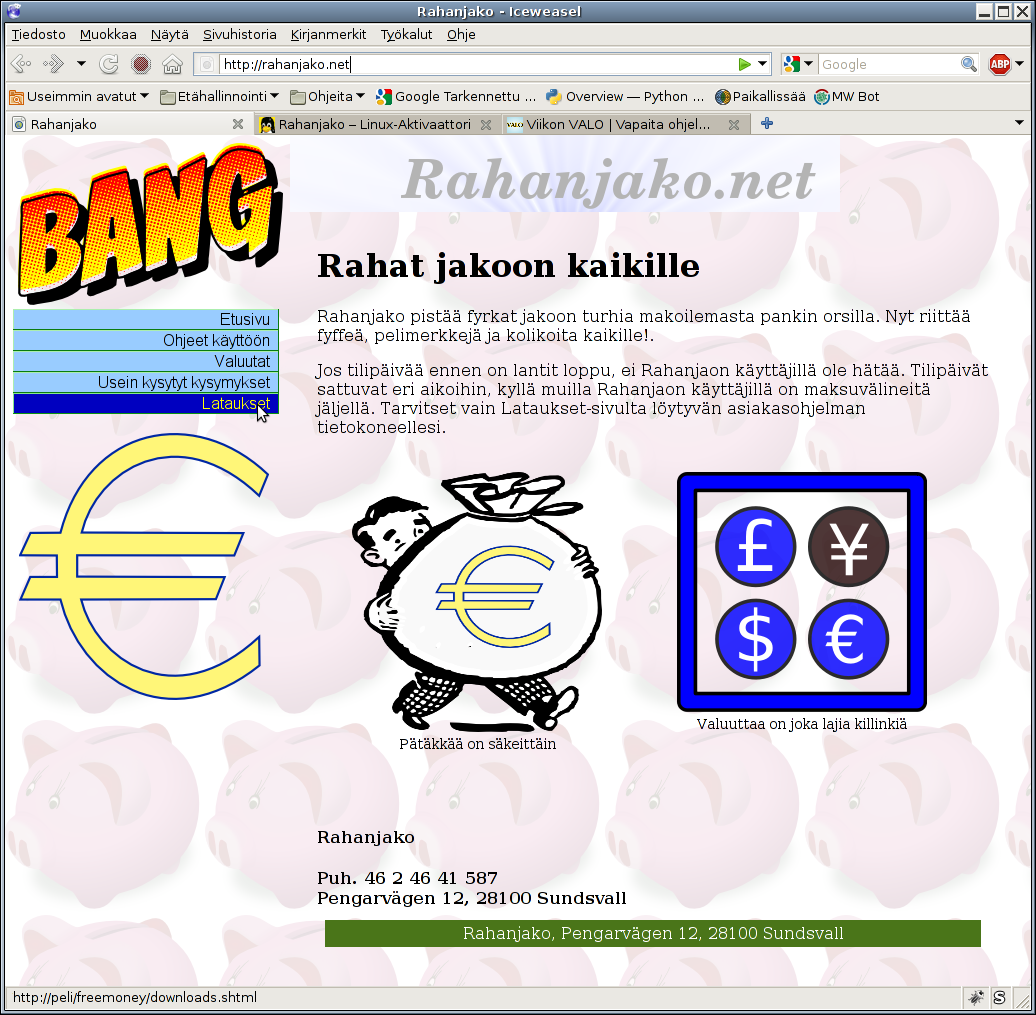 Rahanjako - Iceweasel
Tiedosto Muokkaa Näytä Sivuhistoria Kirjanmerkit Työkalut Ohje
http://rahanjako.net Google ABP
Useimmin avatut Etähallinnointi Ohjeita Google Tarkennettu ... Overview — Python ... Paikallissää MW Bot
Rahanjako Rahanjako – Linux-Aktivaattori VALO Viikon VALO | Vapaita ohjel...
BANG
Rahanjako.net
Etusivu
Ohjeet käyttöön
Valuutat
Usein kysytyt kysymykset
Lataukset
€
Rahat jakoon kaikille
Rahanjako pistää fyrkat jakoon turhia makoilemasta pankin orsilla. Nyt riittää
fyffeä, pelimerkkejä ja kolikoita kaikille!.
Jos tilipäivää ennen on lantit loppu, ei Rahanjaon käyttäjillä ole hätää. Tilipäivät
sattuvat eri aikoihin, kyllä muilla Rahanjaon käyttäjillä on maksuvälineitä
jäljellä. Tarvitset vain Lataukset-sivulta löytyvän asiakasohjelman
tietokoneellesi.
€
Pätäkkää on säkeittäin
£ ¥
$ €
Valuuttaa on joka lajia killinkiä
Rahanjako
Puh. 46 2 46 41 587
Pengarvägen 12, 28100 Sundsvall
Rahanjako, Pengarvägen 12, 28100 Sundsvall
http://peli/freemoney/downloads.shtml S